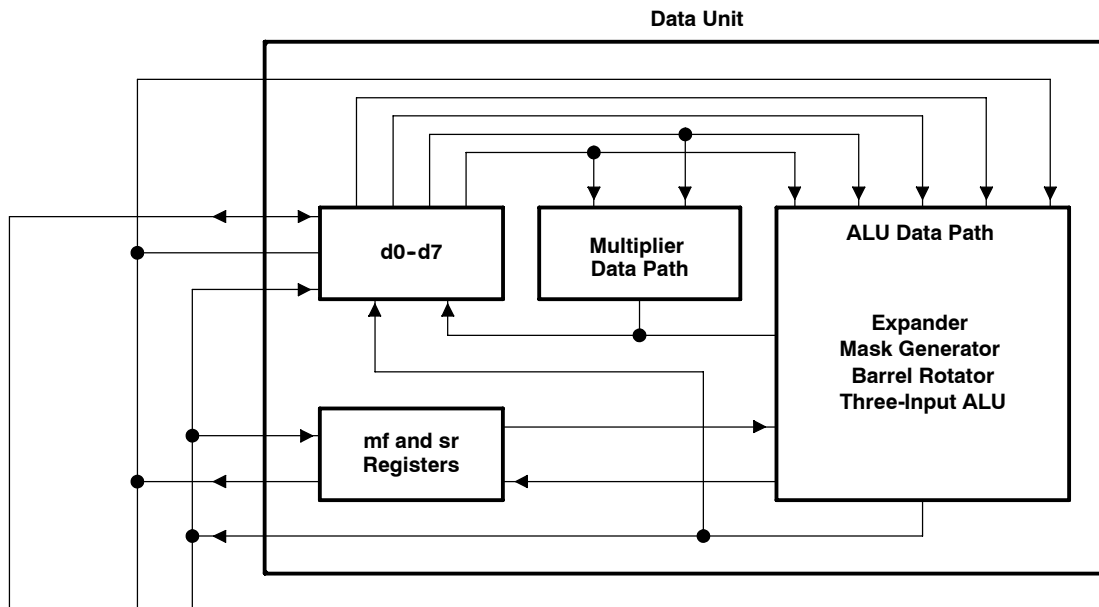 Data Unit
d0-d7
Multiplier
Data Path
ALU Data Path
Expander
Mask Generator
Barrel Rotator
Three-Input ALU
mf and sr
Registers